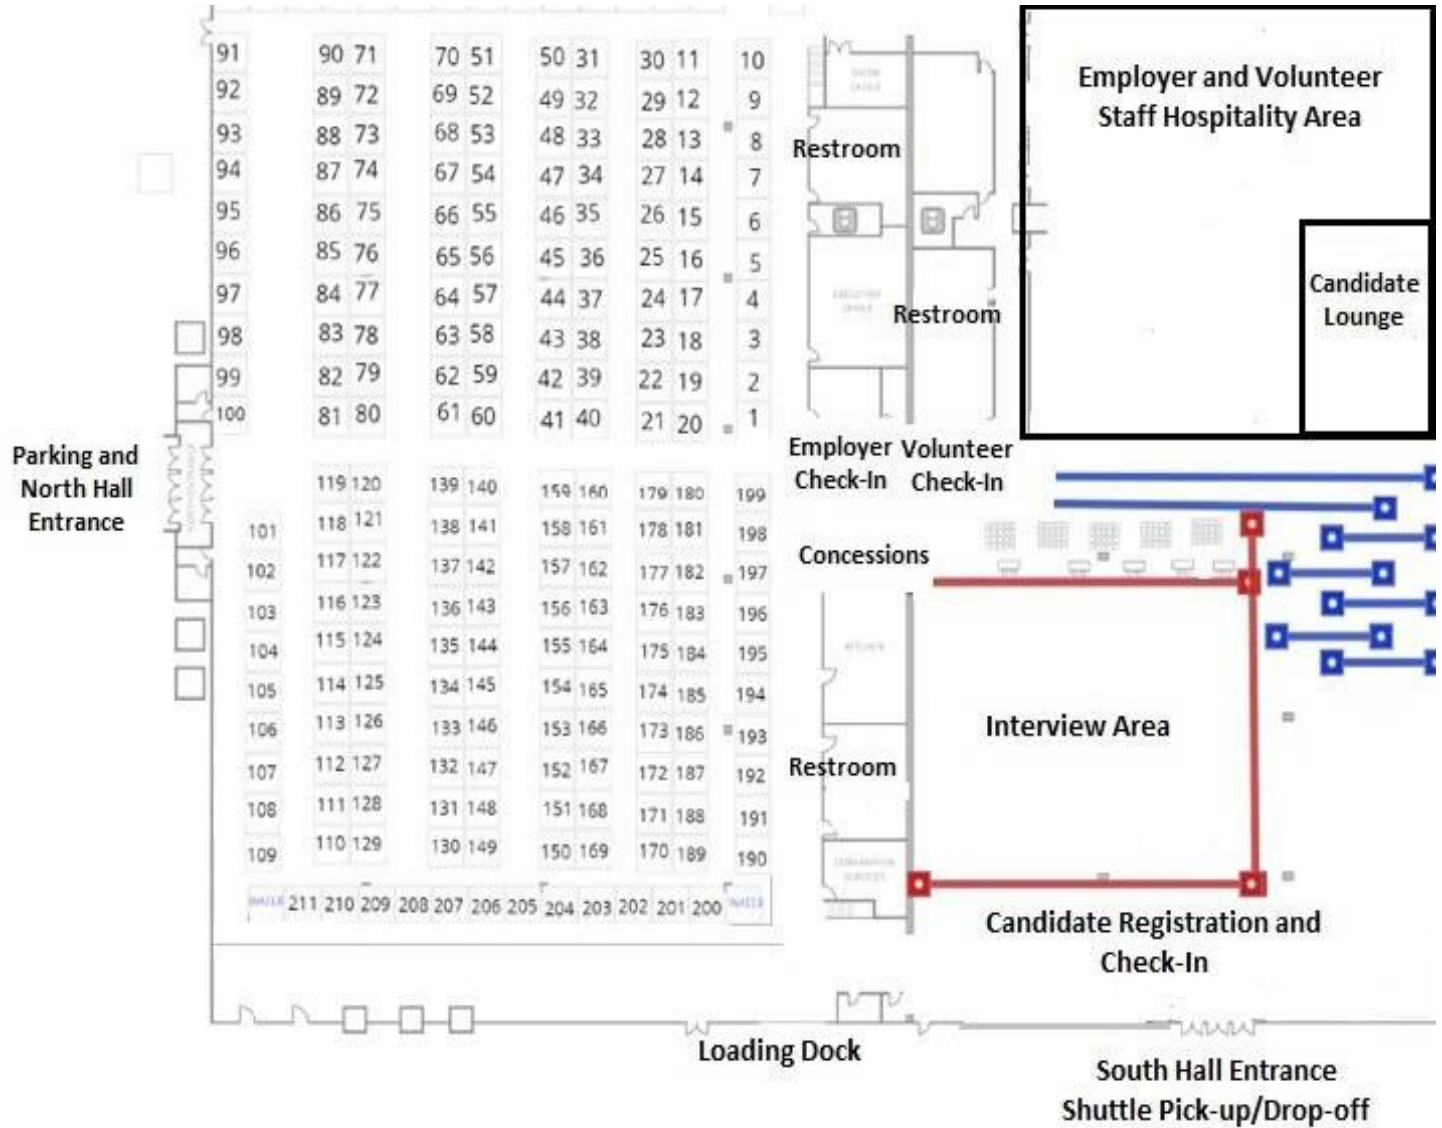 91 90 71 70 51 50 31 30 11 10
92 89 72 69 52 49 32 29 12 9
93 88 73 68 53 48 33 28 13 8
94 87 74 67 54 47 34 27 14 7
95 86 75 66 55 46 35 26 15 6
96 85 76 65 56 45 36 25 16 5
97 84 77 64 57 44 37 24 17 4
98 83 78 63 58 43 38 23 18 3
99 82 79 62 59 42 39 22 19 2
100 81 80 61 60 41 40 21 20 1
Restroom
Restroom
Employer and Volunteer
Staff Hospitality Area
Candidate
Lounge
Parking and
North Hall
Entrance
Employer
Check-In
Volunteer
Check-In
119 120 139 140 159 160 179 180 199
101 118 121 138 141 158 161 178 181 198
102 117 122 137 142 157 162 177 182 197
103 116 123 136 143 156 163 176 183 196
104 115 124 135 144 155 164 175 184 195
105 114 125 134 145 154 165 174 185 194
106 113 126 133 146 153 166 173 186 193
107 112 127 132 147 152 167 172 187 192
108 111 128 131 148 151 168 171 188 191
109 110 129 130 149 150 169 170 189 190
WATER 211 210 209 208 207 206 205 204 203 202 201 200 WATER
Concessions
KITCHEN
Interview Area
Restroom
Candidate Registration and
Check-In
Loading Dock
South Hall Entrance
Shuttle Pick-up/Drop-off